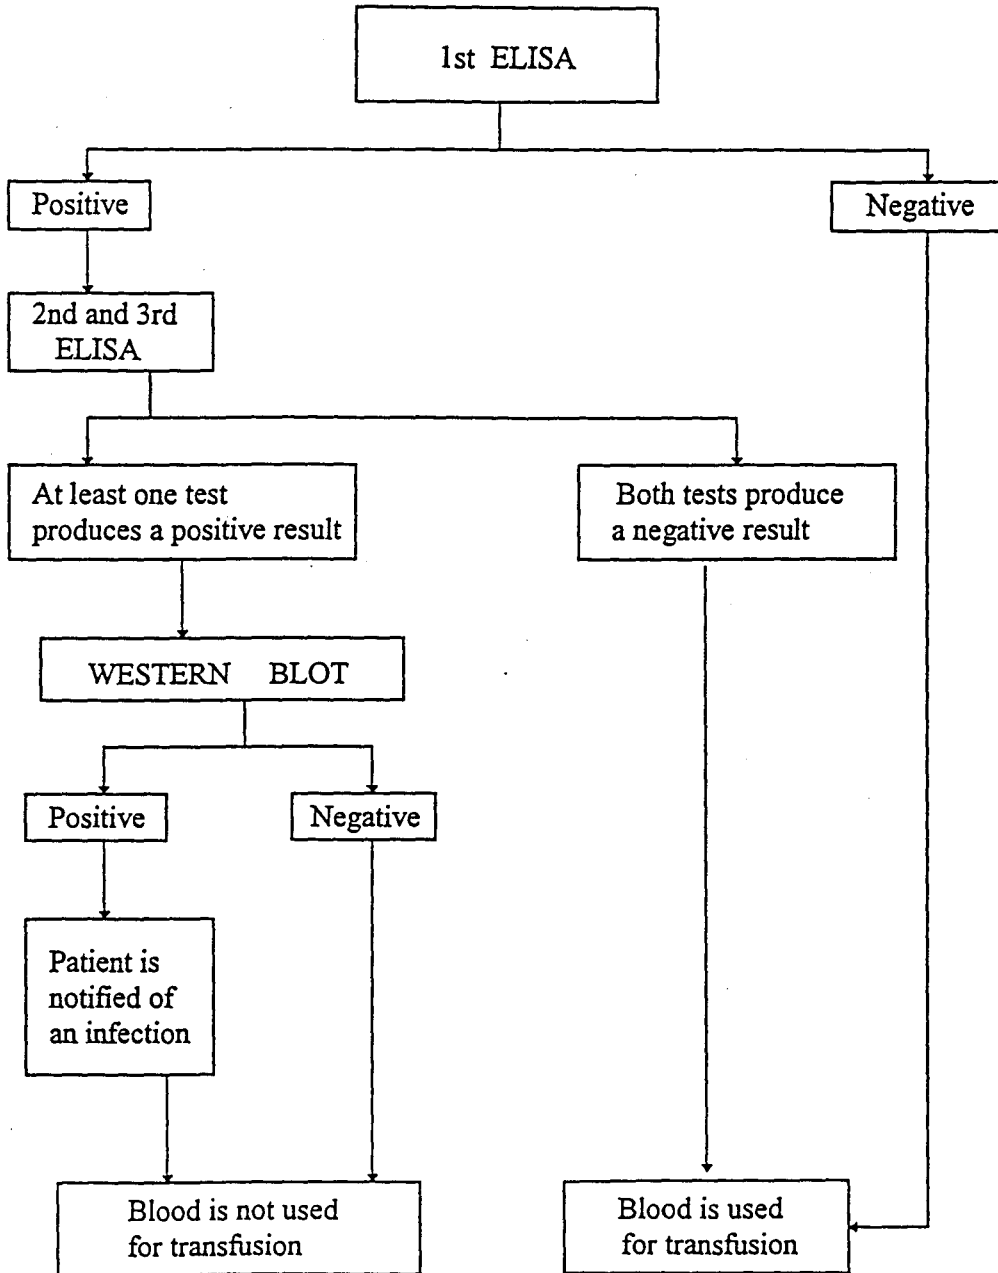 1st ELISA
Positive
Negative
2nd and 3rd
ELISA
At least one test
produces a positive result
Both tests produce
a negative result
WESTERN BLOT
Positive
Negative
Patient is
notified of
an infection
Blood is not used
for transfusion
Blood is used
for transfusion